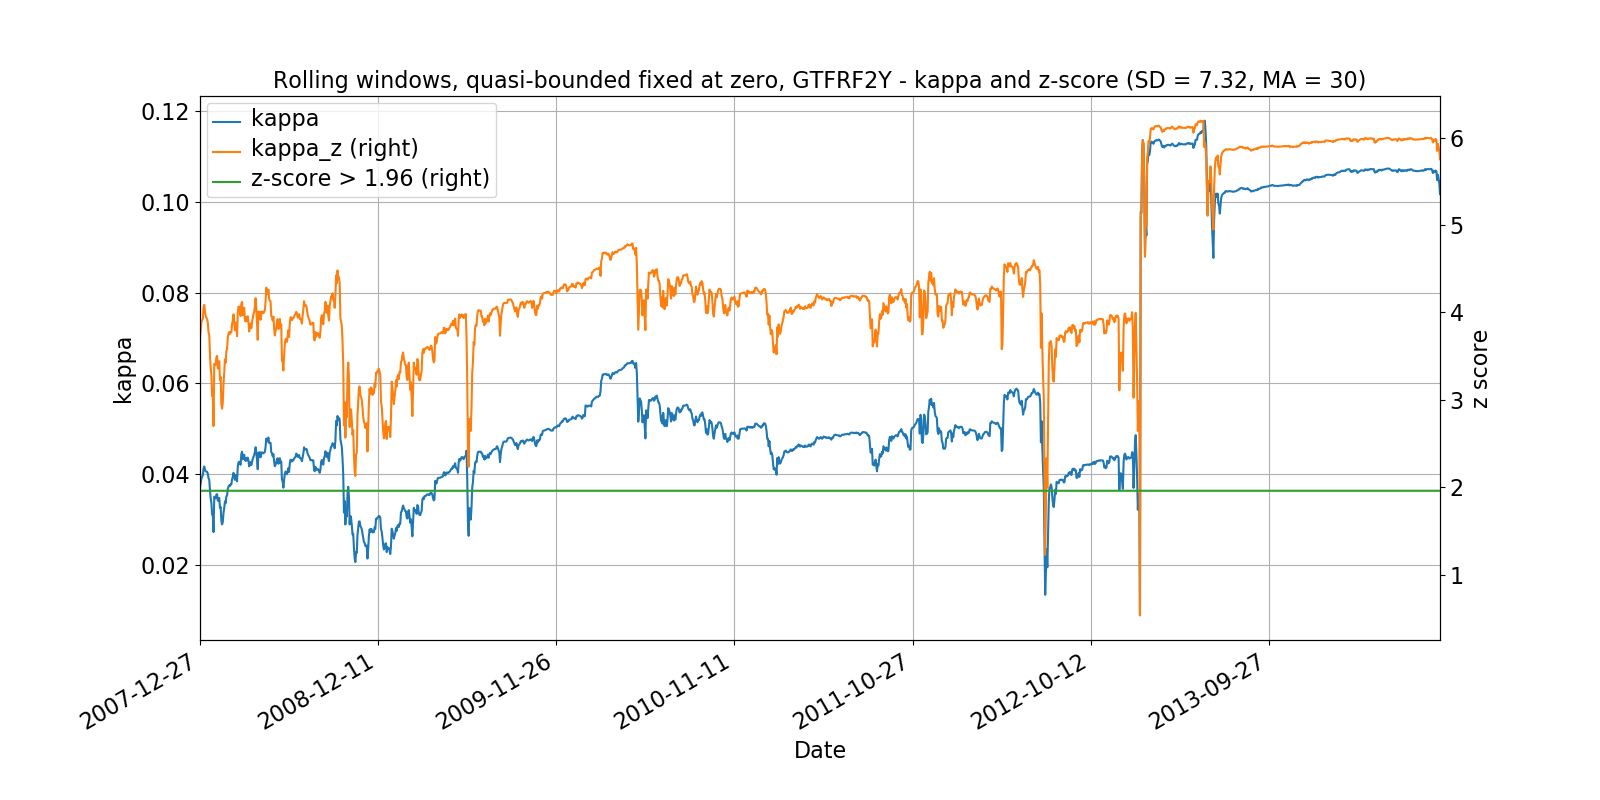 Rolling windows, quasi-bounded fixed at zero, GTFRF2Y - kappa and z-score (SD = 7.32, MA = 30)
kappa
kappa_z (right)
z-score > 1.96 (right)
0.12
0.10
0.08
0.06
0.04
0.02
kappa
6
5
4
3
2
1
z score
2007-12-27
2008-12-11
2009-11-26
2010-11-11
2011-10-27
2012-10-12
2013-09-27
Date